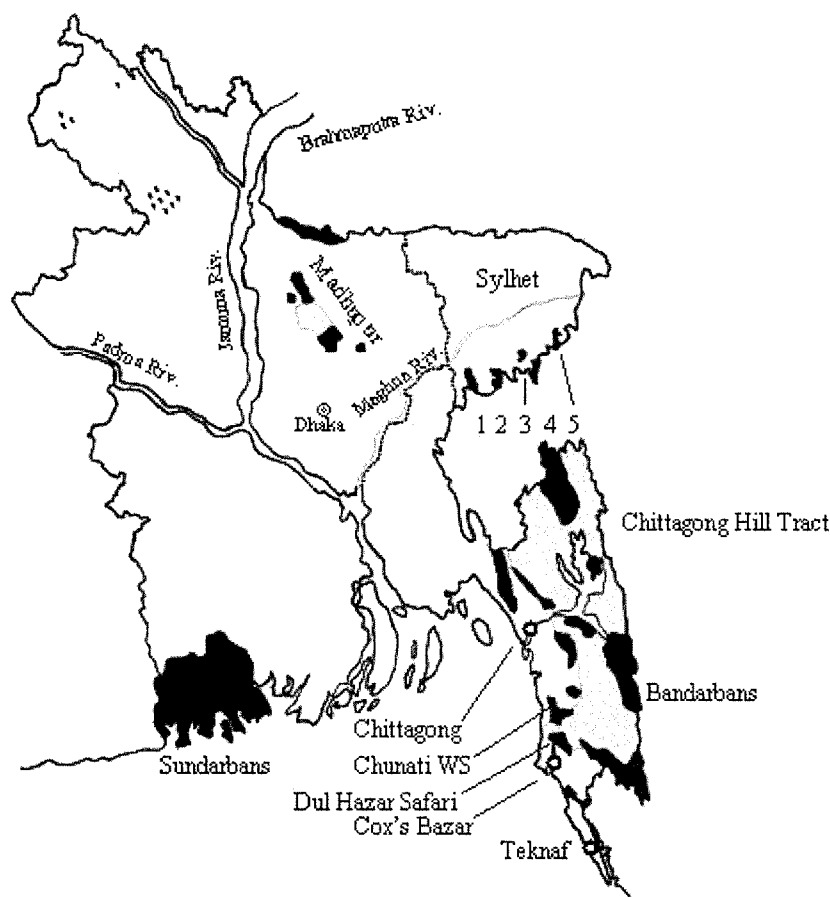 Brahmaputra Riv.
Jamuna Riv.
Madhupur
Sylhet
Padma Riv.
Meghna Riv.
Dhaka
1 2 3 4 5
Chittagong Hill Tract
Bandarbans
Chittagong
Sundarbans
Chunati WS
Dul Hazar Safari
Cox's Bazar
Teknaf